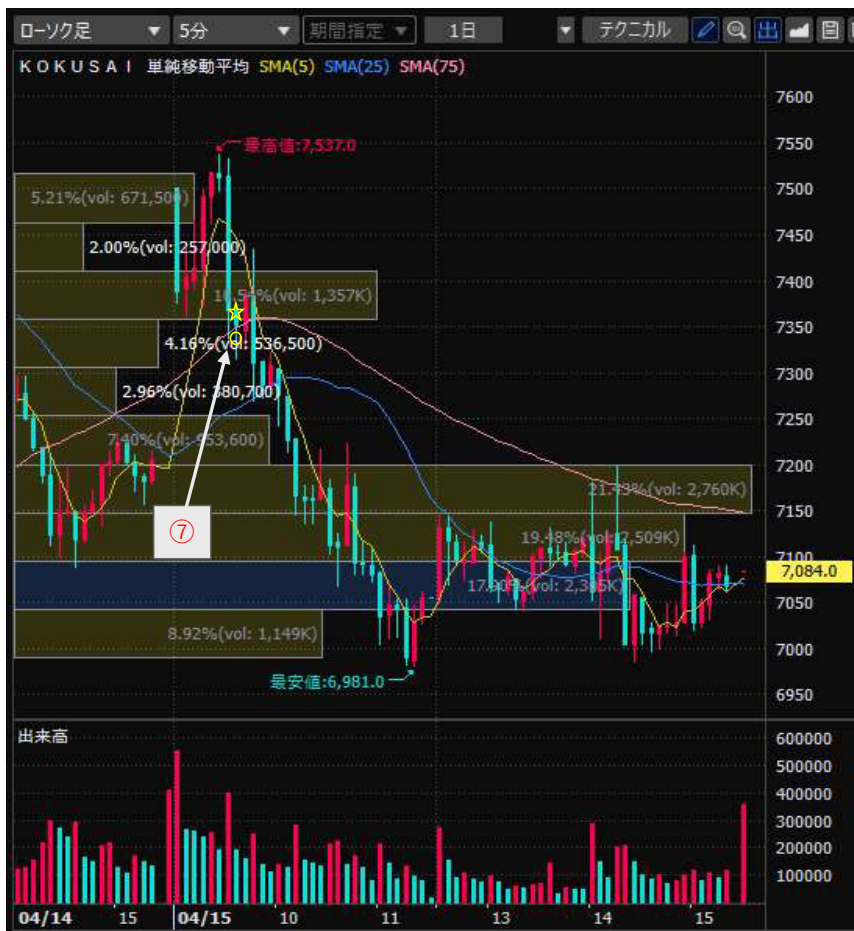 ローソク足 5分 期間指定 1日 テクニカル 出
KOKUSAI 単純移動平均 SMA(5) SMA(25) SMA(75)
7600
最高値:7,537.0
7550
5.21%(vol: 671,500)
7500
2.00%(vol: 257,000)
7450
7400
10.54%(vol: 1,357K)
4.16%(vol: 536,500)
7350
2.96%(vol: 380,700)
7300
7.40%(vol: 953,600)
7250
7200
21.43%(vol: 2,760K)
⑦
7150
19.48%(vol: 2,509K)
7100
7,084.0
7050
8.92%(vol: 1,149K)
7000
最安値:6,981.0
6950
出来高
600000
500000
400000
300000
200000
100000
04/14 15 04/15 10 11 13 14 15